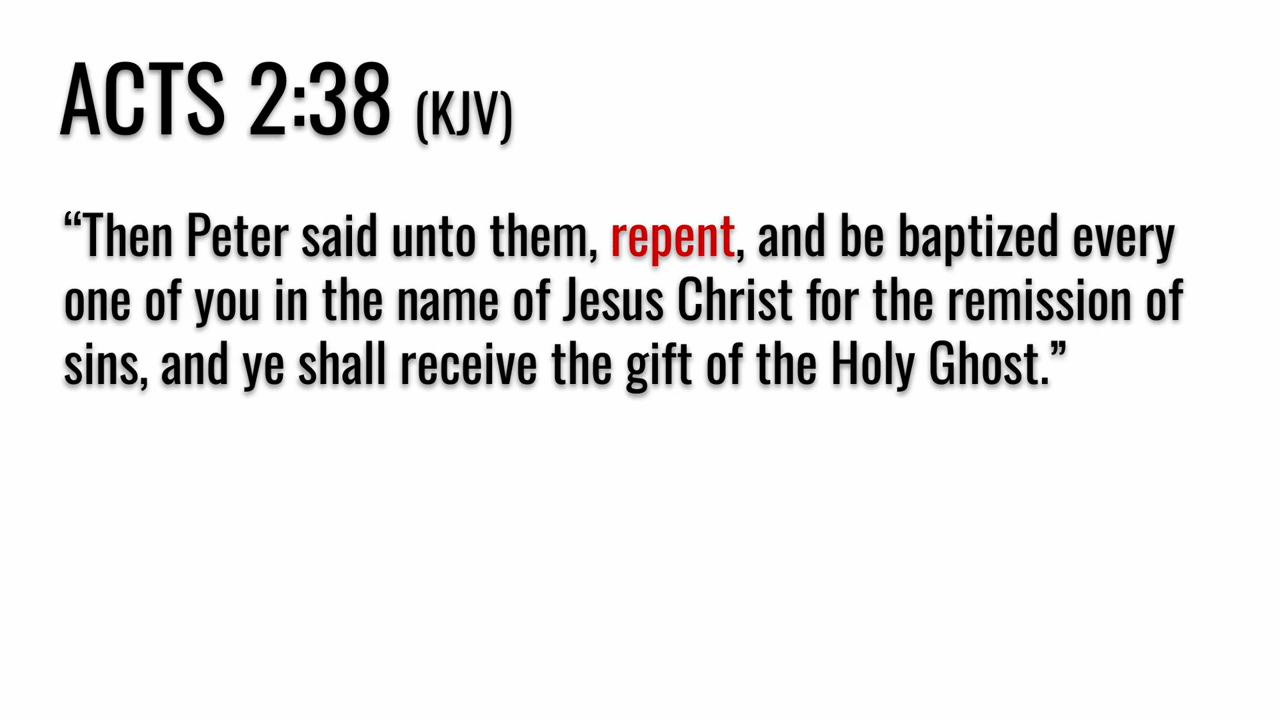 ACTS 2:38 (KJV)
“Then Peter said unto them, repent, and be baptized every
one of you in the name of Jesus Christ for the remission of
sins, and ye shall receive the gift of the Holy Ghost.”